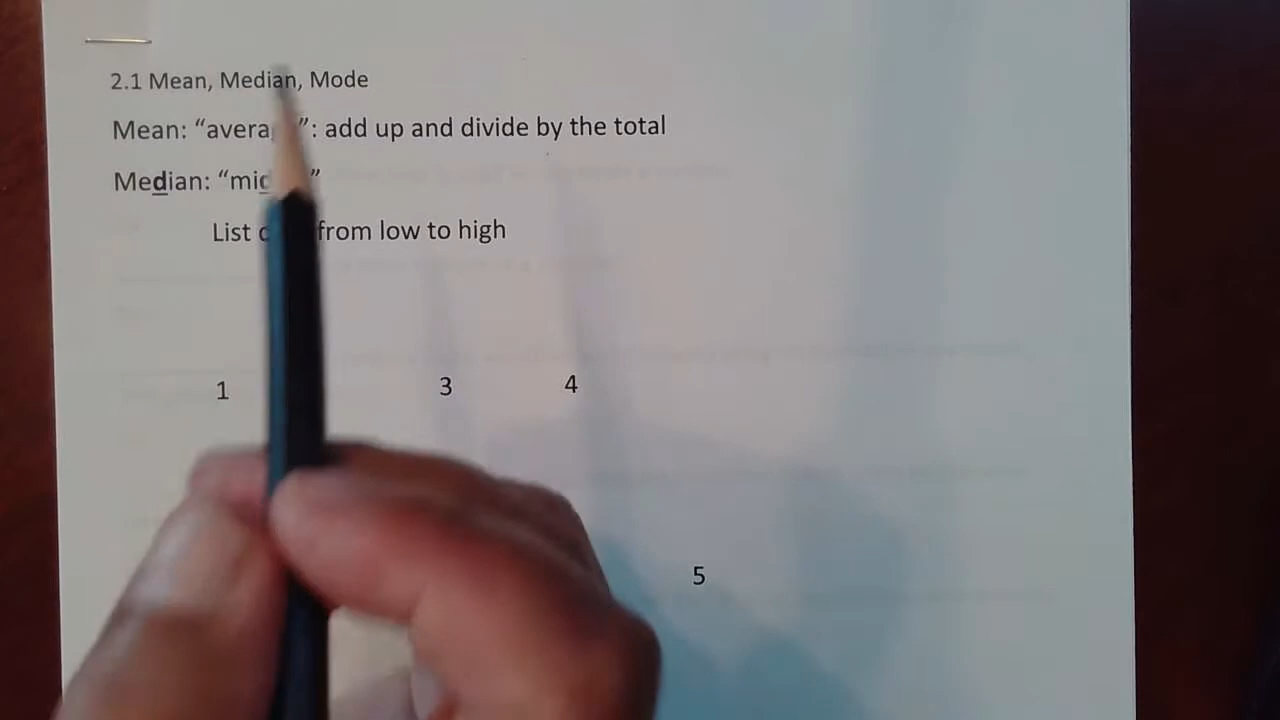 2.1 Mean, Median, Mode
Mean: “avera ”: add up and divide by the total
Median: “mid ”
List from low to high
1 3 4
5